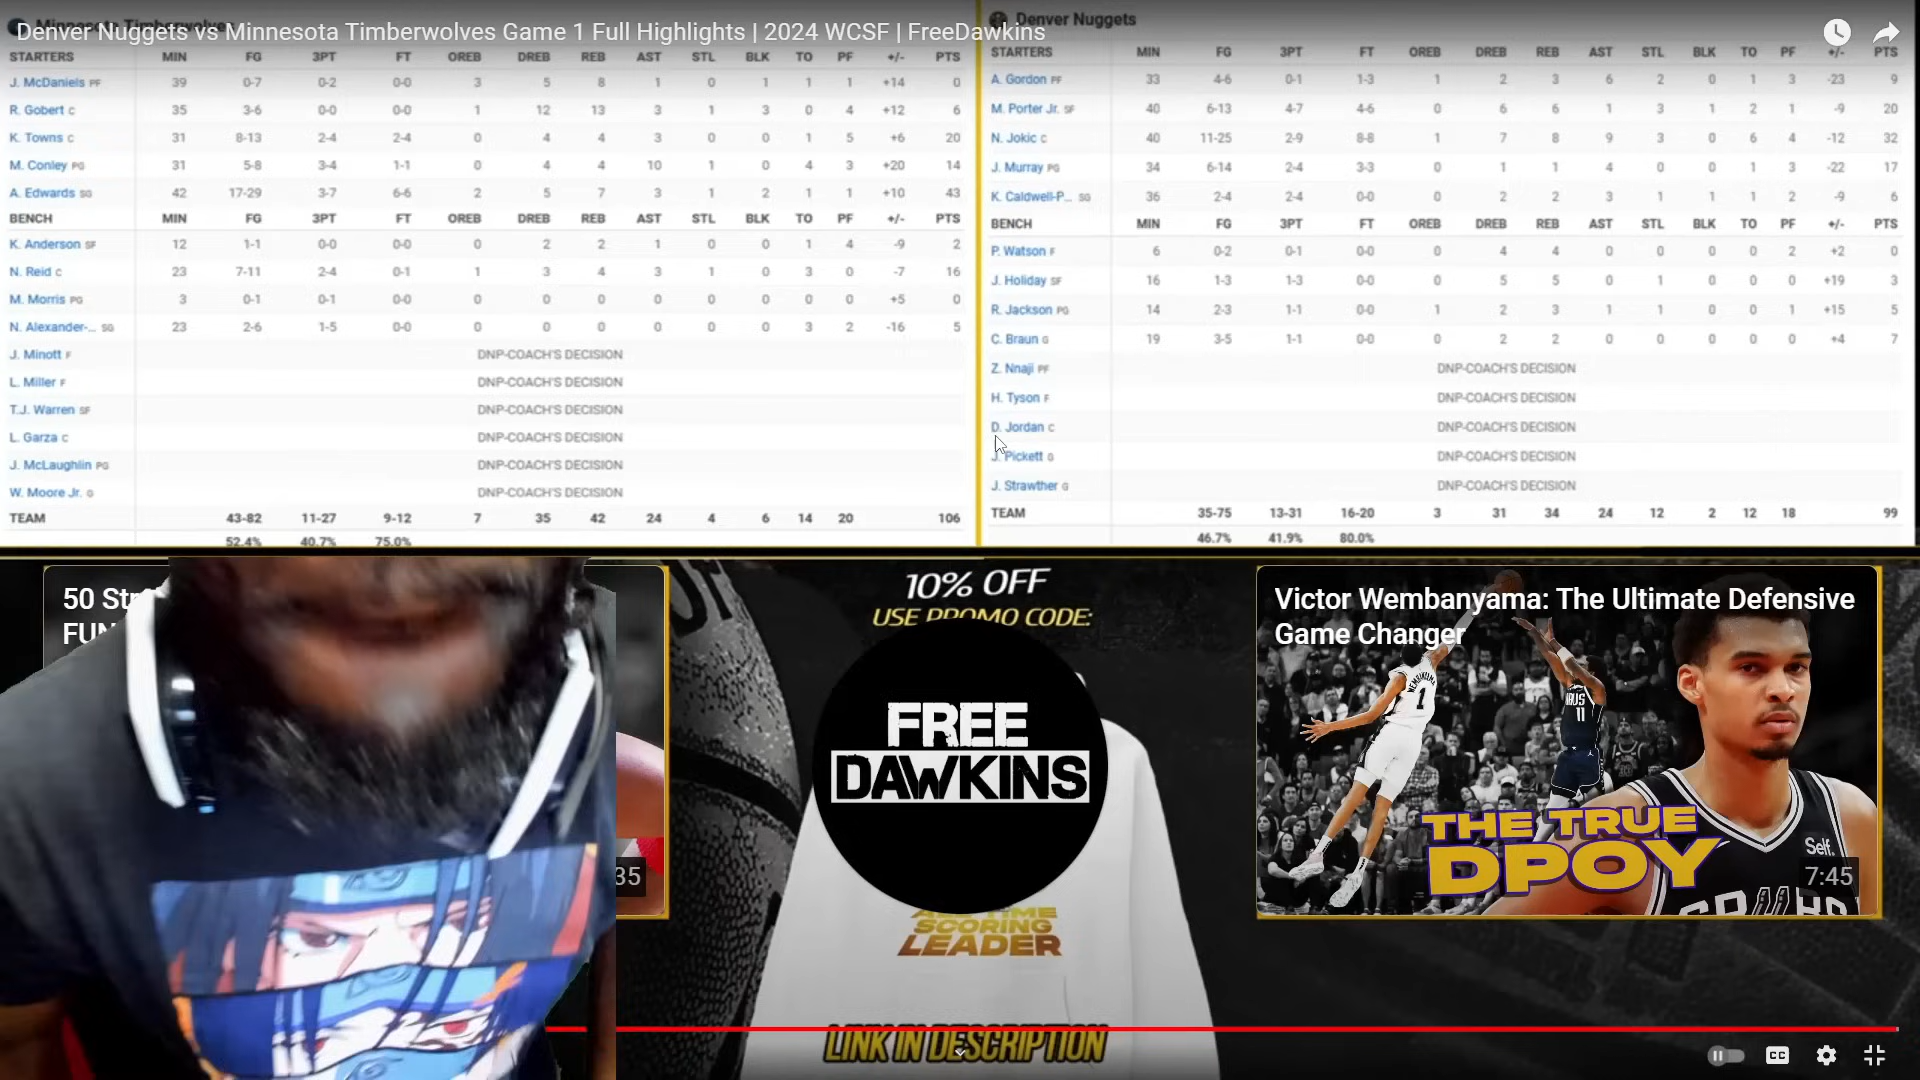 Minnesota Timberwolves
Denver Nuggets vs Minnesota Timberwolves Game 1 Full Highlights | 2024 WCSF | FreeDawkins
STARTERS MIN FG 3PT FT OREB DREB REB AST STL BLK TO PF +/- PTS
J. McDaniels PF 39 0-7 0-2 0-0 3 5 8 1 0 1 1 1 +14 0
R. Gobert C 35 3-6 0-0 0-0 1 12 13 3 1 3 0 4 +12 6
K. Towns C 31 8-13 2-4 2-4 0 4 4 3 0 0 1 5 +6 20
M. Conley PG 31 5-8 3-4 1-1 0 4 4 10 1 0 4 3 +20 14
A. Edwards SG 42 17-29 3-7 6-6 2 5 7 3 1 2 1 1 +10 43
BENCH MIN FG 3PT FT OREB DREB REB AST STL BLK TO PF +/- PTS
K. Anderson SF 12 1-1 0-0 0-0 0 2 2 1 0 0 1 4 -9 2
N. Reid C 23 7-11 2-4 0-1 1 3 4 3 1 0 3 0 -7 16
M. Morris PG 3 0-1 0-1 0-0 0 0 0 0 0 0 0 0 +5 0
N. Alexander-... SG 23 2-6 1-5 0-0 0 0 0 0 0 0 3 2 -16 5
J. Minott F DNP-COACH'S DECISION
L. Miller F DNP-COACH'S DECISION
T.J. Warren SF DNP-COACH'S DECISION
L. Garza C DNP-COACH'S DECISION
J. McLaughlin PG DNP-COACH'S DECISION
W. Moore Jr. G DNP-COACH'S DECISION
TEAM 43-82 11-27 9-12 7 35 42 24 4 6 14 20 106
52.4% 40.7% 75.0%
Denver Nuggets
STARTERS MIN FG 3PT FT OREB DREB REB AST STL BLK TO PF +/- PTS
A. Gordon PF 33 4-6 0-1 1-3 1 2 3 6 2 0 1 3 -23 9
M. Porter Jr. SF 40 6-13 4-7 4-6 0 6 6 1 3 1 2 1 -9 20
N. Jokic C 40 11-25 2-9 8-8 1 7 8 9 3 0 6 4 -12 32
J. Murray PG 34 6-14 2-4 3-3 0 1 1 4 0 0 1 3 -22 17
K. Caldwell-P... SG 36 2-4 2-4 0-0 0 2 2 3 1 1 1 2 -9 6
BENCH MIN FG 3PT FT OREB DREB REB AST STL BLK TO PF +/- PTS
P. Watson F 6 0-2 0-1 0-0 0 4 4 0 0 0 0 2 +2 0
J. Holiday SF 16 1-3 1-3 0-0 0 5 5 0 1 0 0 0 +19 3
R. Jackson PG 14 2-3 1-1 0-0 1 2 3 1 1 0 0 1 +15 5
C. Braun G 19 3-5 1-1 0-0 0 2 2 0 0 0 0 0 +4 7
Z. Nnaji PF DNP-COACH'S DECISION
H. Tyson F DNP-COACH'S DECISION
D. Jordan C DNP-COACH'S DECISION
J. Pickett G DNP-COACH'S DECISION
J. Strawther G DNP-COACH'S DECISION
TEAM 35-75 13-31 16-20 3 31 34 24 12 2 12 18 99
46.7% 41.9% 80.0%
50
35
10% OFF
USE PROMO CODE:
FREE
DAWKINS
ALL TIME
SCORING
LEADER
LINK IN DESCRIPTION
Victor Wembanyama: The Ultimate Defensive
Game Changer
WEMBANYAMA
1
11
THE TRUE
DPOY
Self.
7:45
CC